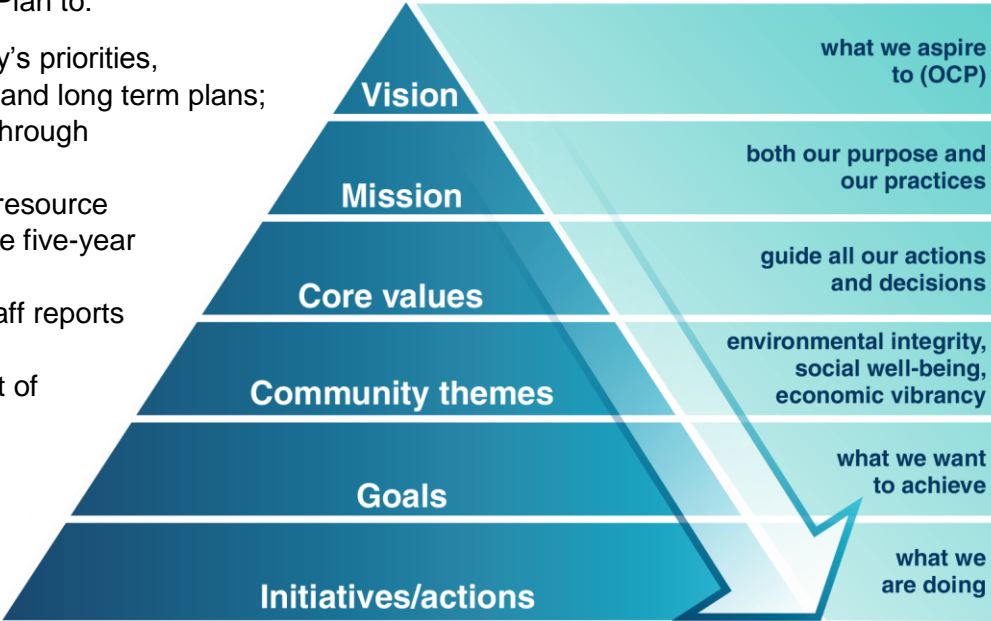 Plan to:
y's priorities,
and long term plans;
hrough
resource
e five-year
aff reports
t of
Vision
what we aspire
to (OCP)
Mission
both our purpose and
our practices
Core values
guide all our actions
and decisions
Community themes
environmental integrity,
social well-being,
economic vibrancy
Goals
what we want
to achieve
Initiatives/actions
what we
are doing